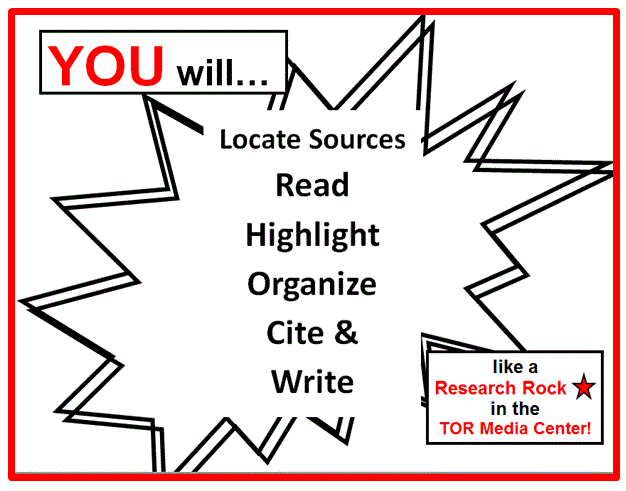 YOU will...
Locate Sources
Read
Highlight
Organize
Cite &
Write
like a
Research Rock
in the
TOR Media Center!